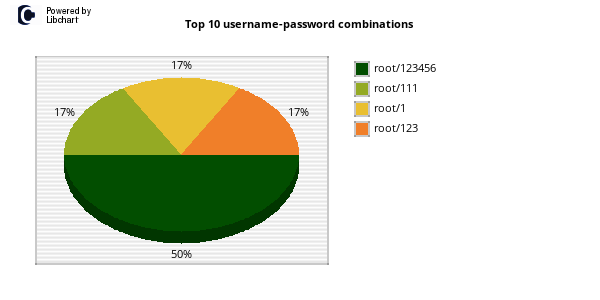 Powered by
Libchart
Top 10 username-password combinations
17%
17%
17%
50%
root/123456
root/111
root/1
root/123